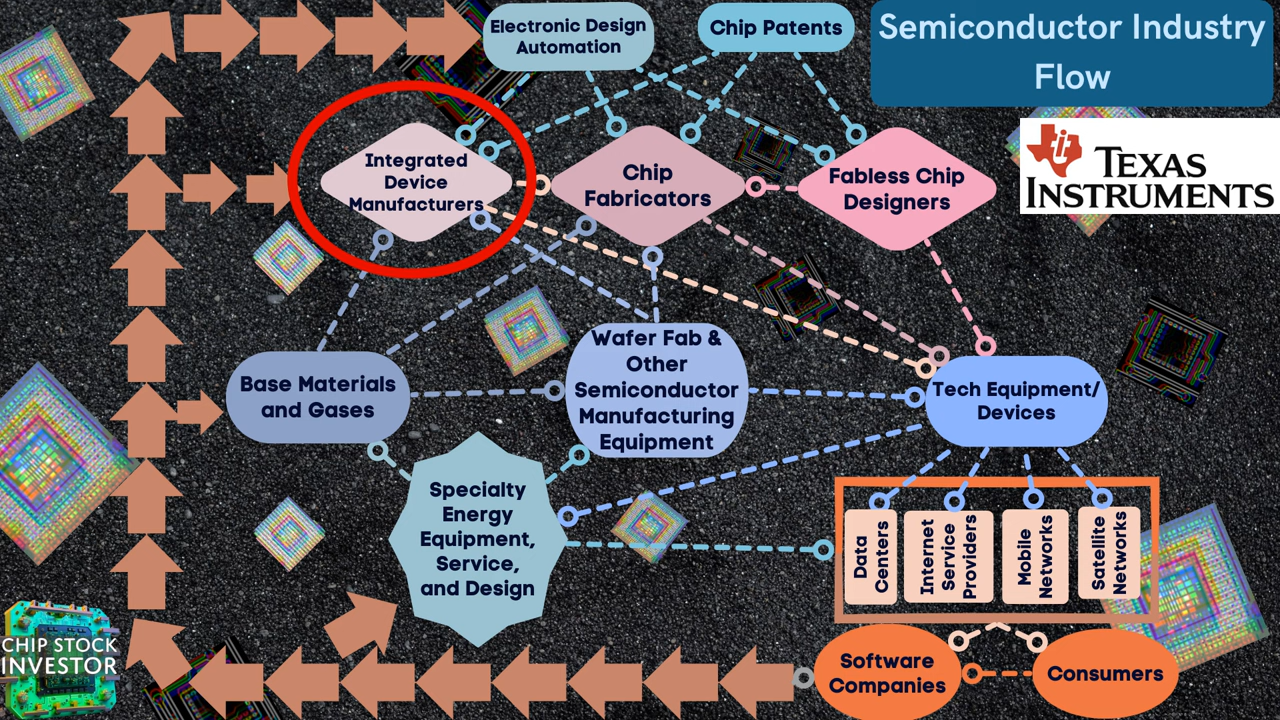 Electronic Design
Automation
Chip Patents
Semiconductor Industry
Flow
TEXAS
INSTRUMENTS
Integrated
Device
Manufacturers
Chip
Fabricators
Fabless Chip
Designers
Base Materials
and Gases
Wafer Fab &
Other
Semiconductor
Manufacturing
Equipment
Tech Equipment/
Devices
Specialty
Energy
Equipment,
Service,
and Design
Data
Centers
Internet
Service
Providers
Mobile
Networks
Satellite
Networks
CHIP STOCK
INVESTOR
Software
Companies
Consumers